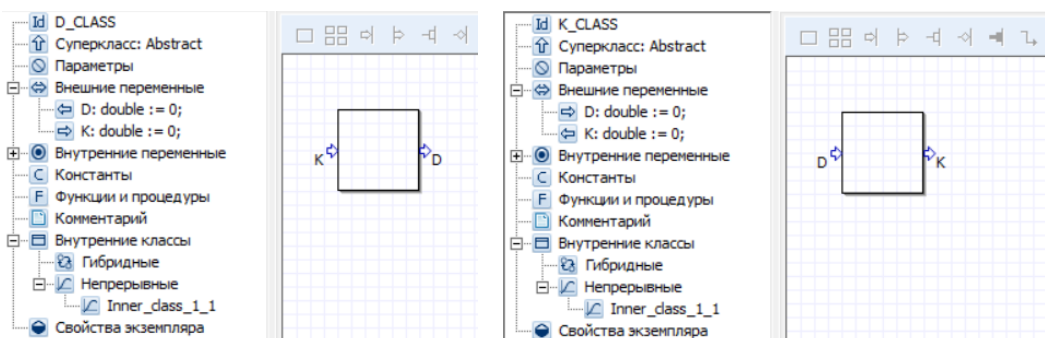 Id D_CLASS
Суперкласс: Abstract
Параметры
Внешние переменные
D: double := 0;
K: double := 0;
Внутренние переменные
C Константы
F Функции и процедуры
Комментарий
Внутренние классы
Гибридные
Непрерывные
Inner_class_1_1
Свойства экземпляра
K
D
Id K_CLASS
Суперкласс: Abstract
Параметры
Внешние переменные
D: double := 0;
K: double := 0;
Внутренние переменные
C Константы
F Функции и процедуры
Комментарий
Внутренние классы
Гибридные
Непрерывные
Inner_class_1_1
Свойства экземпляра
D
K